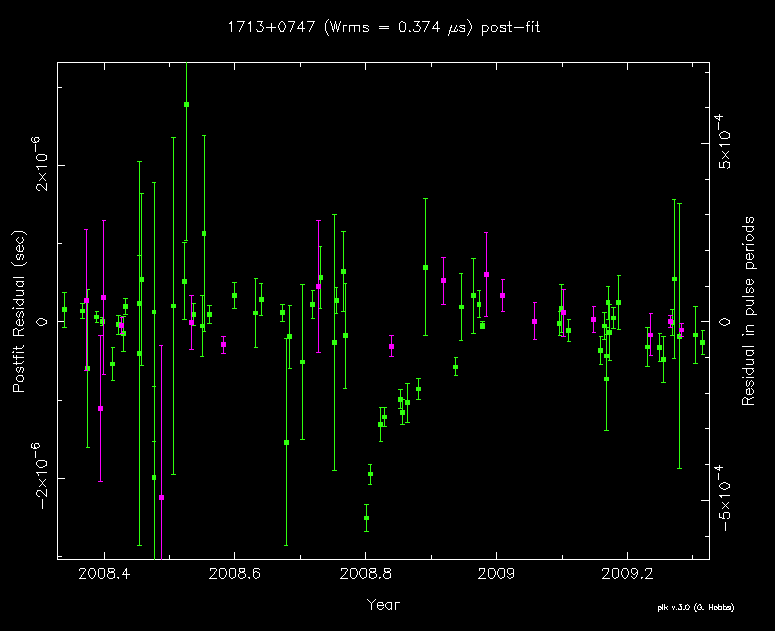 1713+0747 (Wrms = 0.374 μs) post-fit
Postfit Residual (sec)
2×10⁻⁶
0
−2×10⁻⁶
2008.4 2008.6 2008.8 2009 2009.2
Year
5×10⁻⁴
0
−5×10⁻⁴
Residual in pulse periods
plk v.3.0 (G. Hobbs)